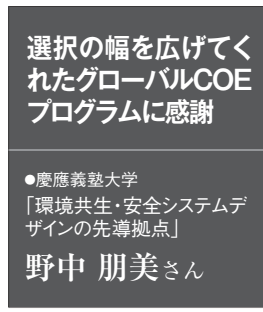 選択の幅を広げてく
れたグローバルCOE
プログラムに感謝
●慶應義塾大学
「環境共生・安全システムデ
ザインの先導拠点」
野中 朋美さん